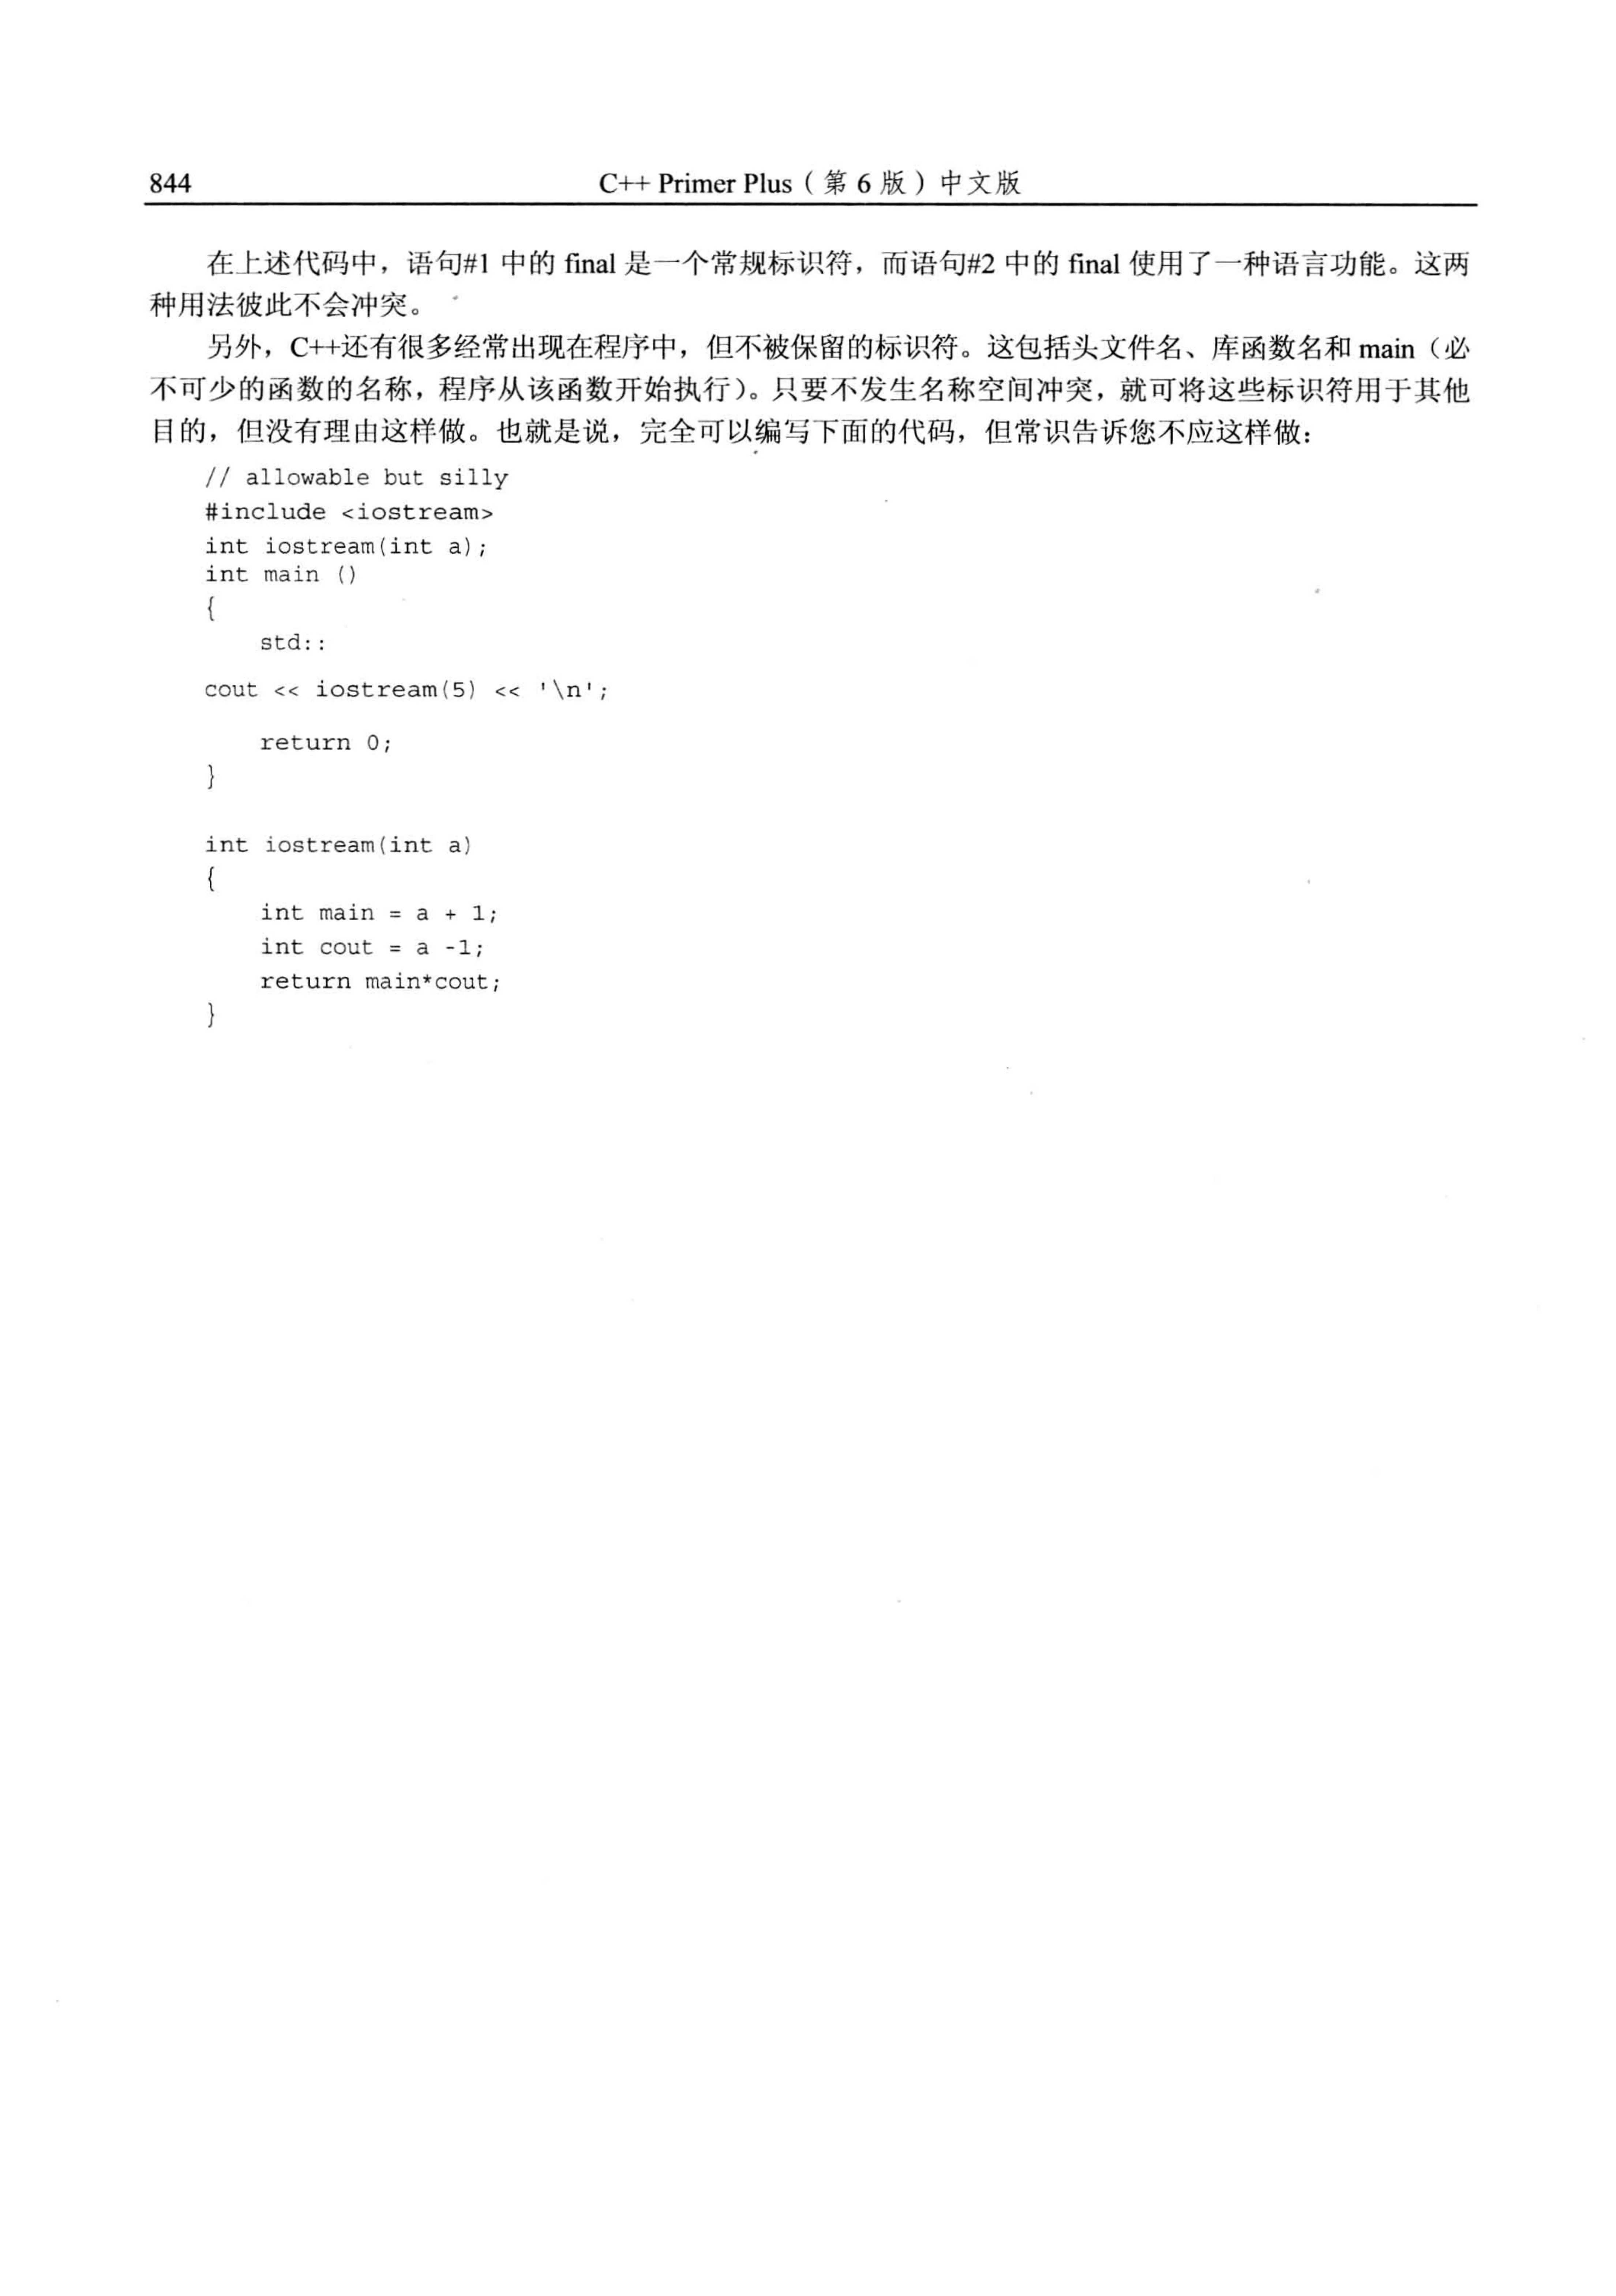 844
C++ Primer Plus（第 6 版）中文版
在上述代码中，语句#1 中的 final 是一个常规标识符，而语句#2 中的 final 使用了一种语言功能。这两
种用法彼此不会冲突。
另外，C++还有很多经常出现在程序中，但不被保留的标识符。这包括头文件名、库函数名和 main（必
不可少的函数的名称，程序从该函数开始执行）。只要不发生名称空间冲突，就可将这些标识符用于其他
目的，但没有理由这样做。也就是说，完全可以编写下面的代码，但常识告诉您不应这样做：
// allowable but silly
#include <iostream>
int iostream(int a);
int main ()
{
    std::
cout << iostream(5) << '\n';
    return 0;
}
int iostream(int a)
{
    int main = a + 1;
    int cout = a -1;
    return main*cout;
}